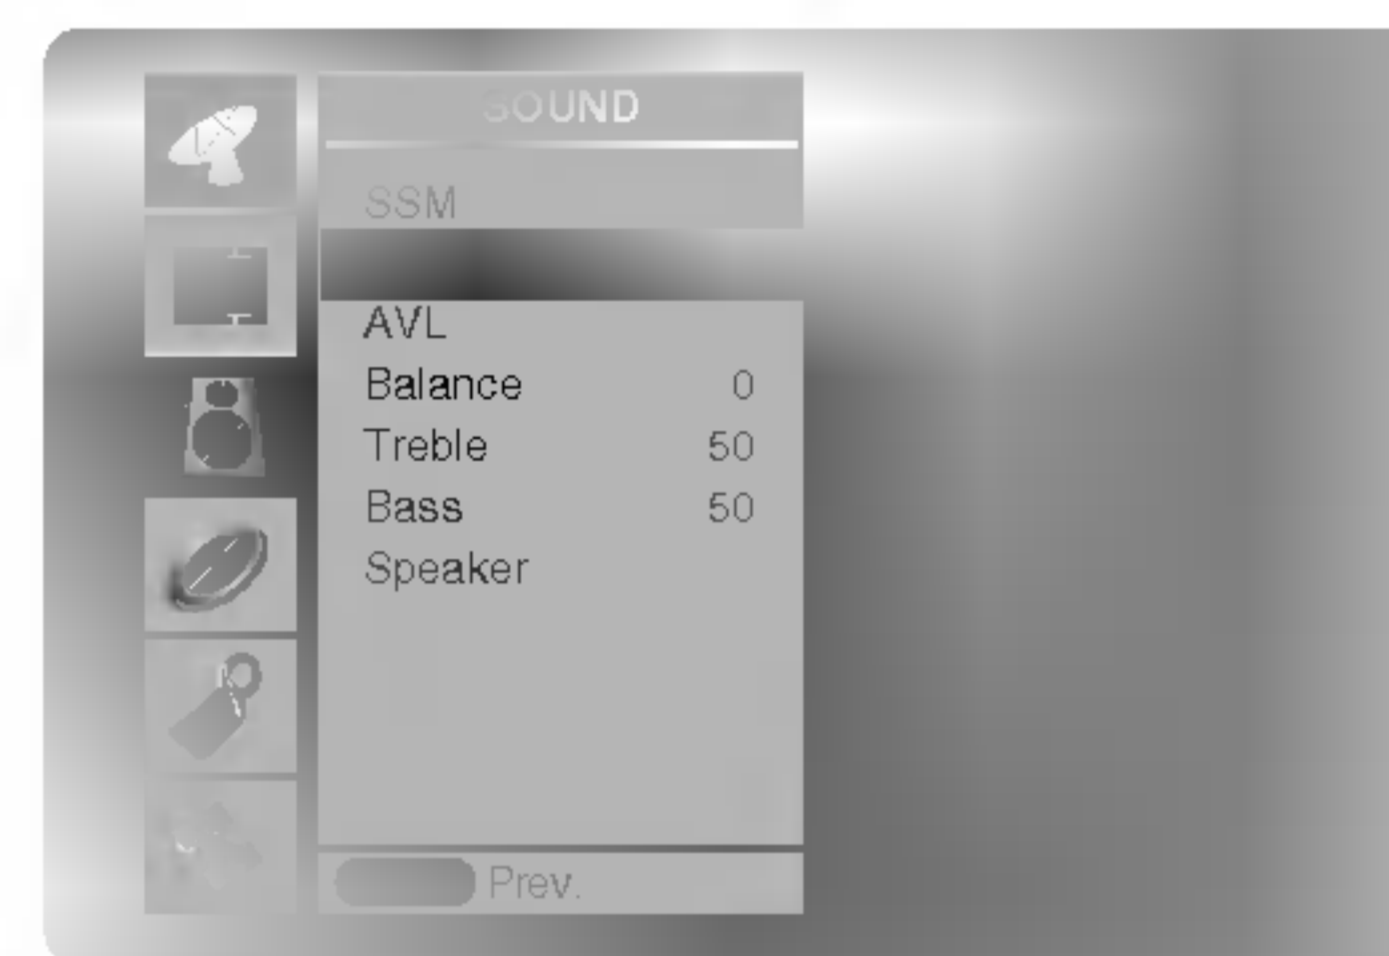 SOUND
SSM
AVL
Balance 0
Treble 50
Bass 50
Speaker
Prev.